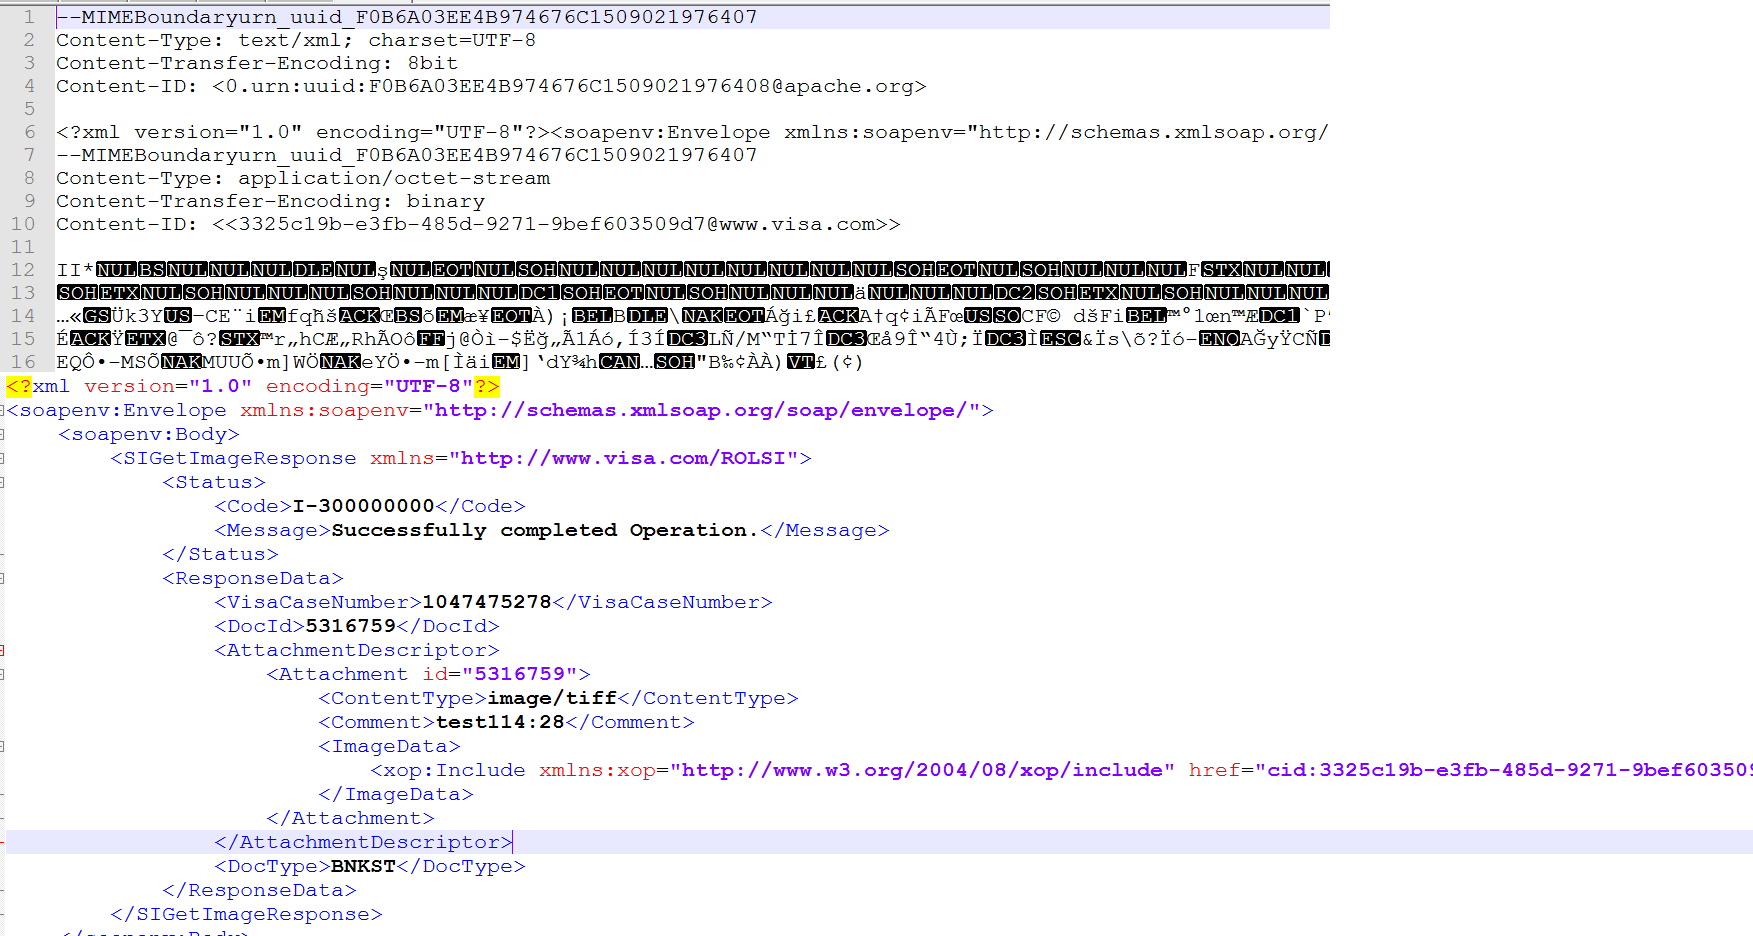 1 --MIMEBoundaryurn_uuid_F0B6A03EE4B974676C1509021976407
2 Content-Type: text/xml; charset=UTF-8
3 Content-Transfer-Encoding: 8bit
4 Content-ID: <0.urn:uuid:F0B6A03EE4B974676C1509021976408@apache.org>
5
6 <?xml version="1.0" encoding="UTF-8"?><soapenv:Envelope xmlns:soapenv="http://schemas.xmlsoap.org/
7 --MIMEBoundaryurn_uuid_F0B6A03EE4B974676C1509021976407
8 Content-Type: application/octet-stream
9 Content-Transfer-Encoding: binary
10 Content-ID: <<3325c19b-e3fb-485d-9271-9bef603509d7@www.visa.com>>
11
12 II*NULBSNULNULNULDLENULşNULEOTNULSOHNULNULNULNULNULNULNULNULSOHEOTNULSOHNULNULNULFSTXNULNUL
13 SOHETXNULSOHNULNULNULSOHNULNULNULDC1SOHEOTNULSOHNULNULNULäNULNULNULDC2SOHETXNULSOHNULNULNUL
14 …«GSÜk3YUS–CE¨iEMfqħšACKŒBSõEMæ¥EOTÀ)¡BELBDLE\NAKEOTÁği£ACKA†q¢iÃFœUSSOCF© dšFiBEL™°1œn™ÆDC1`P
15 ÉACKŸETX@¯ô?STX™r„hCÆ„RhÃOôFFj@Òi–$Ëğ„Ã1Áó‚Í3ÍDC3LÑ/M“TÌ7ÎDC3Œå9Î“4Ù;ÏDC3ÌESC&Ïs\õ?Ïó–ENQAĞyŸCÑ
16 EQÔ•–MSÕNAKMUUÕ•m]WÖNAKeYÖ•–m[ÌäiEM]‘dY¾hCAN…SOH"B‰¢ÀÀ)VT£(¢)
<?xml version="1.0" encoding="UTF-8"?>
<soapenv:Envelope xmlns:soapenv="http://schemas.xmlsoap.org/soap/envelope/">
<soapenv:Body>
<SIGetImageResponse xmlns="http://www.visa.com/ROLSI">
<Status>
<Code>I-300000000</Code>
<Message>Successfully completed Operation.</Message>
</Status>
<ResponseData>
<VisaCaseNumber>1047475278</VisaCaseNumber>
<DocId>5316759</DocId>
<AttachmentDescriptor>
<Attachment id="5316759">
<ContentType>image/tiff</ContentType>
<Comment>test114:28</Comment>
<ImageData>
<xop:Include xmlns:xop="http://www.w3.org/2004/08/xop/include" href="cid:3325c19b-e3fb-485d-9271-9bef60350
</ImageData>
</Attachment>
</AttachmentDescriptor>
<DocType>BNKST</DocType>
</ResponseData>
</SIGetImageResponse>